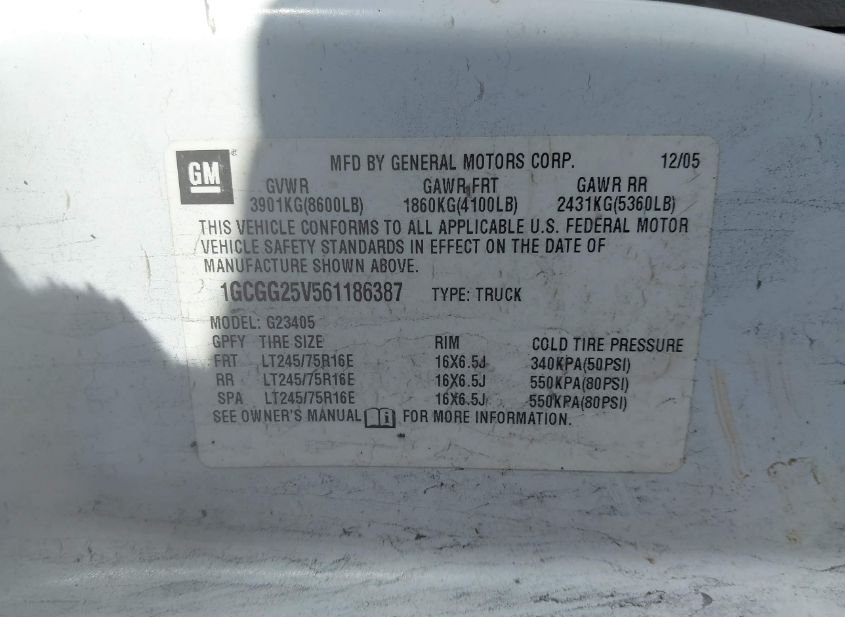 GM
MFD BY GENERAL MOTORS CORP. 12/05
GVWR GAWR FRT GAWR RR
3901KG(8600LB) 1860KG(4100LB) 2431KG(5360LB)
THIS VEHICLE CONFORMS TO ALL APPLICABLE U.S. FEDERAL MOTOR
VEHICLE SAFETY STANDARDS IN EFFECT ON THE DATE OF
MANUFACTURE SHOWN ABOVE.
1GCGG25V561186387 TYPE: TRUCK
MODEL: G23405
GPFY TIRE SIZE RIM COLD TIRE PRESSURE
FRT LT245/75R16E 16X6.5J 340KPA(50PSI)
RR LT245/75R16E 16X6.5J 550KPA(80PSI)
SPA LT245/75R16E 16X6.5J 550KPA(80PSI)
SEE OWNER'S MANUAL FOR MORE INFORMATION.